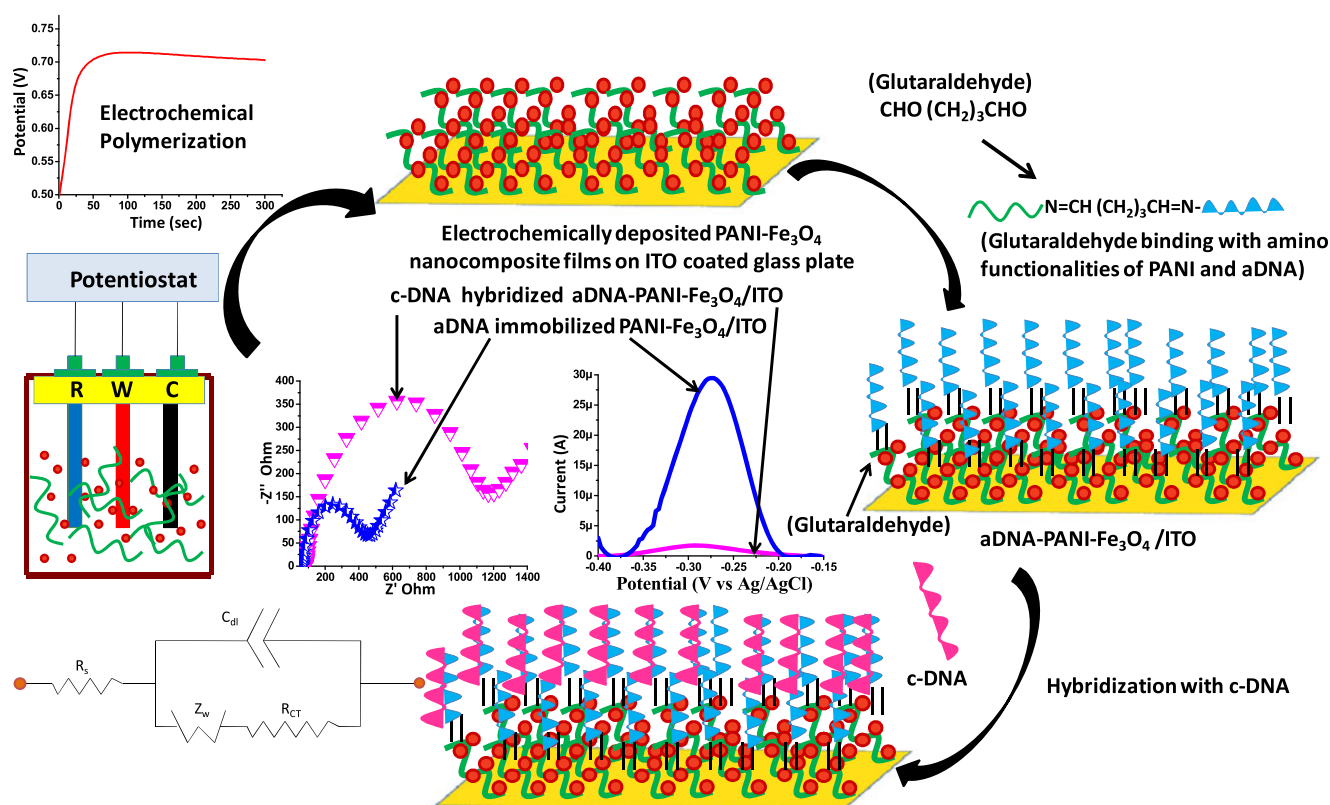 Potential (V)
0.75
0.70
0.65
0.60
0.55
0.50
0
50
100
150
200
250
300
Time (sec)
Electrochemical
Polymerization
Potentiostat
R
W
C
Electrochemically deposited PANI-Fe₃O₄
nanocomposite films on ITO coated glass plate
c-DNA hybridized aDNA-PANI-Fe₃O₄/ITO
aDNA immobilized PANI-Fe₃O₄/ITO
(Glutaraldehyde)
CHO (CH₂)₃CHO
N=CH (CH₂)₃CH=N-
(Glutaraldehyde binding with amino
functionalities of PANI and aDNA)
-Z'' Ohm
400
350
300
250
200
150
100
50
0
200
400
600
800
1000
1200
1400
Z' Ohm
Current (A)
30µ
25µ
20µ
15µ
10µ
5µ
0
-0.40
-0.35
-0.30
-0.25
-0.20
-0.15
Potential (V vs Ag/AgCl)
(Glutaraldehyde)
aDNA-PANI-Fe₃O₄ /ITO
c-DNA
Hybridization with c-DNA
C_dl
R_s
Z_w
R_CT